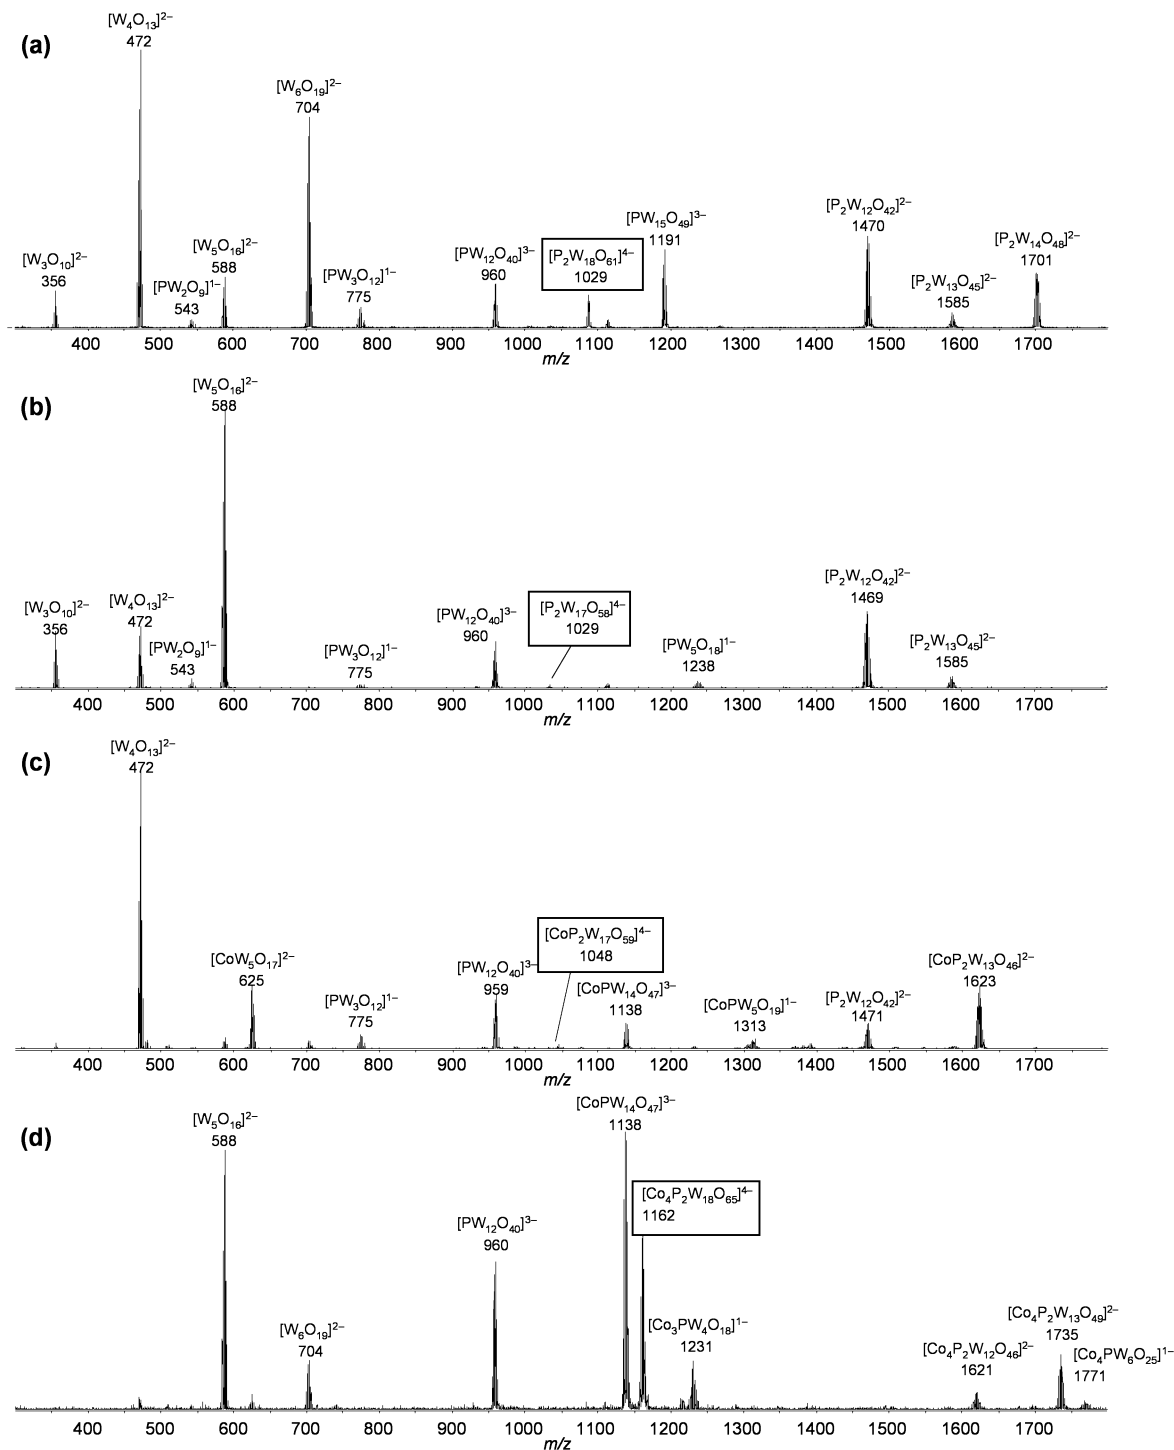 (a)
[W₄O₁₃]²⁻
472
[W₆O₁₉]²⁻
704
[W₃O₁₀]²⁻
356
[PW₂O₉]¹⁻
543
[W₅O₁₆]²⁻
588
[PW₃O₁₂]¹⁻
775
[PW₁₂O₄₀]³⁻
960
[P₂W₁₈O₆₁]⁴⁻
1029
[PW₁₅O₄₉]³⁻
1191
[P₂W₁₂O₄₂]²⁻
1470
[P₂W₁₃O₄₅]²⁻
1585
[P₂W₁₄O₄₈]²⁻
1701
400 500 600 700 800 900 1000 1100 1200 1300 1400 1500 1600 1700
m/z
(b)
[W₅O₁₆]²⁻
588
[W₃O₁₀]²⁻
356
[W₄O₁₃]²⁻
472
[PW₂O₉]¹⁻
543
[PW₃O₁₂]¹⁻
775
[PW₁₂O₄₀]³⁻
960
[P₂W₁₇O₅₈]⁴⁻
1029
[PW₅O₁₈]¹⁻
1238
[P₂W₁₂O₄₂]²⁻
1469
[P₂W₁₃O₄₅]²⁻
1585
400 500 600 700 800 900 1000 1100 1200 1300 1400 1500 1600 1700
m/z
(c)
[W₄O₁₃]²⁻
472
[CoW₅O₁₇]²⁻
625
[PW₃O₁₂]¹⁻
775
[PW₁₂O₄₀]³⁻
959
[CoP₂W₁₇O₅₉]⁴⁻
1048
[CoPW₁₄O₄₇]³⁻
1138
[CoPW₅O₁₉]¹⁻
1313
[P₂W₁₂O₄₂]²⁻
1471
[CoP₂W₁₃O₄₆]²⁻
1623
400 500 600 700 800 900 1000 1100 1200 1300 1400 1500 1600 1700
m/z
(d)
[W₅O₁₆]²⁻
588
[W₆O₁₉]²⁻
704
[PW₁₂O₄₀]³⁻
960
[CoPW₁₄O₄₇]³⁻
1138
[Co₄P₂W₁₈O₆₅]⁴⁻
1162
[Co₃PW₄O₁₈]¹⁻
1231
[Co₄P₂W₁₂O₄₆]²⁻
1621
[Co₄P₂W₁₃O₄₉]²⁻
1735
[Co₄PW₆O₂₅]¹⁻
1771
400 500 600 700 800 900 1000 1100 1200 1300 1400 1500 1600 1700
m/z